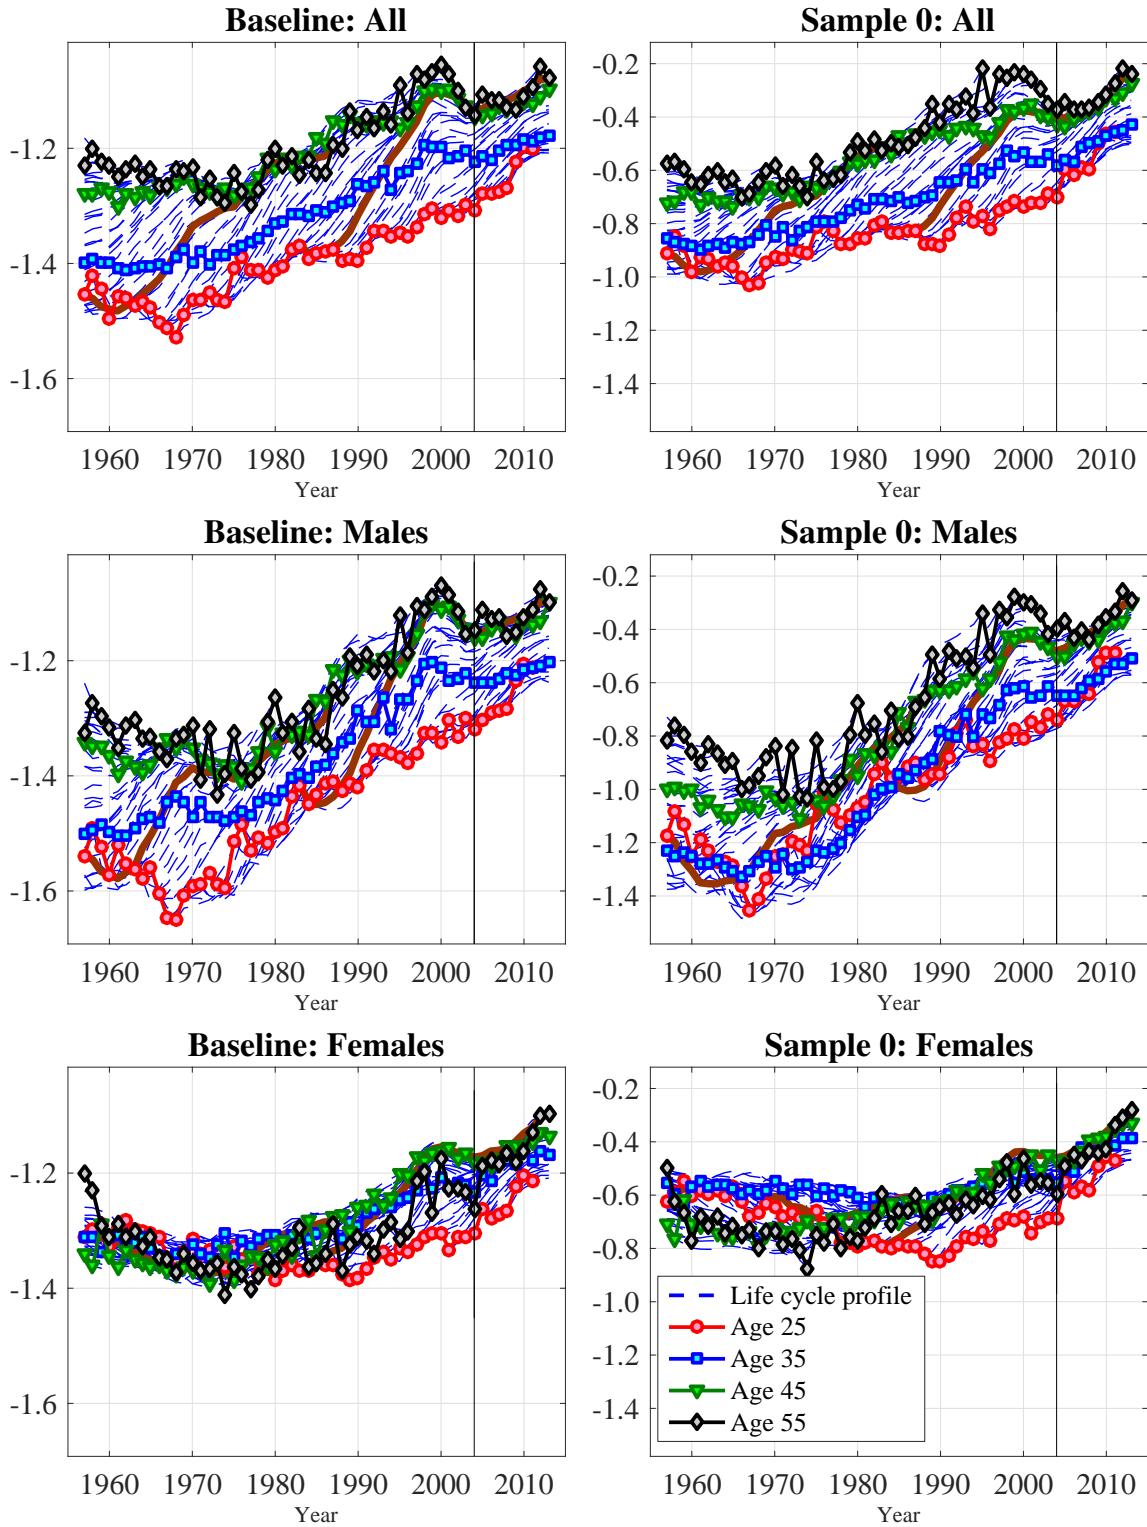 Baseline: All
-1.2
-1.4
-1.6
1960 1970 1980 1990 2000 2010
Year
Sample 0: All
-0.2
-0.4
-0.6
-0.8
-1.0
-1.2
-1.4
1960 1970 1980 1990 2000 2010
Year
Baseline: Males
-1.2
-1.4
-1.6
1960 1970 1980 1990 2000 2010
Year
Sample 0: Males
-0.2
-0.4
-0.6
-0.8
-1.0
-1.2
-1.4
1960 1970 1980 1990 2000 2010
Year
Baseline: Females
-1.2
-1.4
-1.6
1960 1970 1980 1990 2000 2010
Year
Sample 0: Females
-0.2
-0.4
-0.6
-0.8
-1.0
-1.2
-1.4
Life cycle profile
Age 25
Age 35
Age 45
Age 55
1960 1970 1980 1990 2000 2010
Year